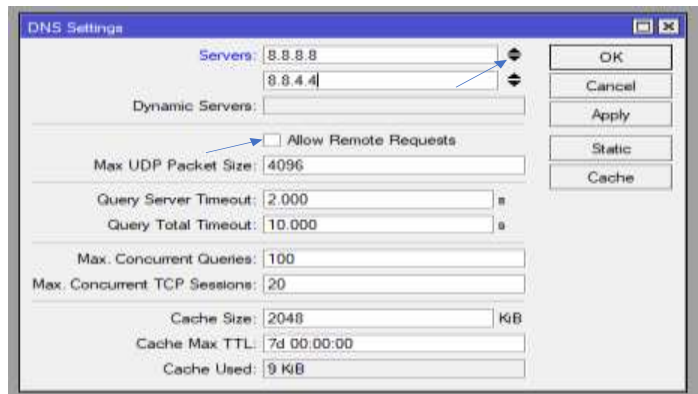 DNS Settings
Servers: 8.8.8.8
8.8.4.4
Dynamic Servers:
Allow Remote Requests
Max UDP Packet Size: 4096
Query Server Timeout: 2.000 s
Query Total Timeout: 10.000 s
Max. Concurrent Queries: 100
Max. Concurrent TCP Sessions: 20
Cache Size: 2048 KiB
Cache Max TTL: 7d 00:00:00
Cache Used: 9 KiB
OK
Cancel
Apply
Static
Cache